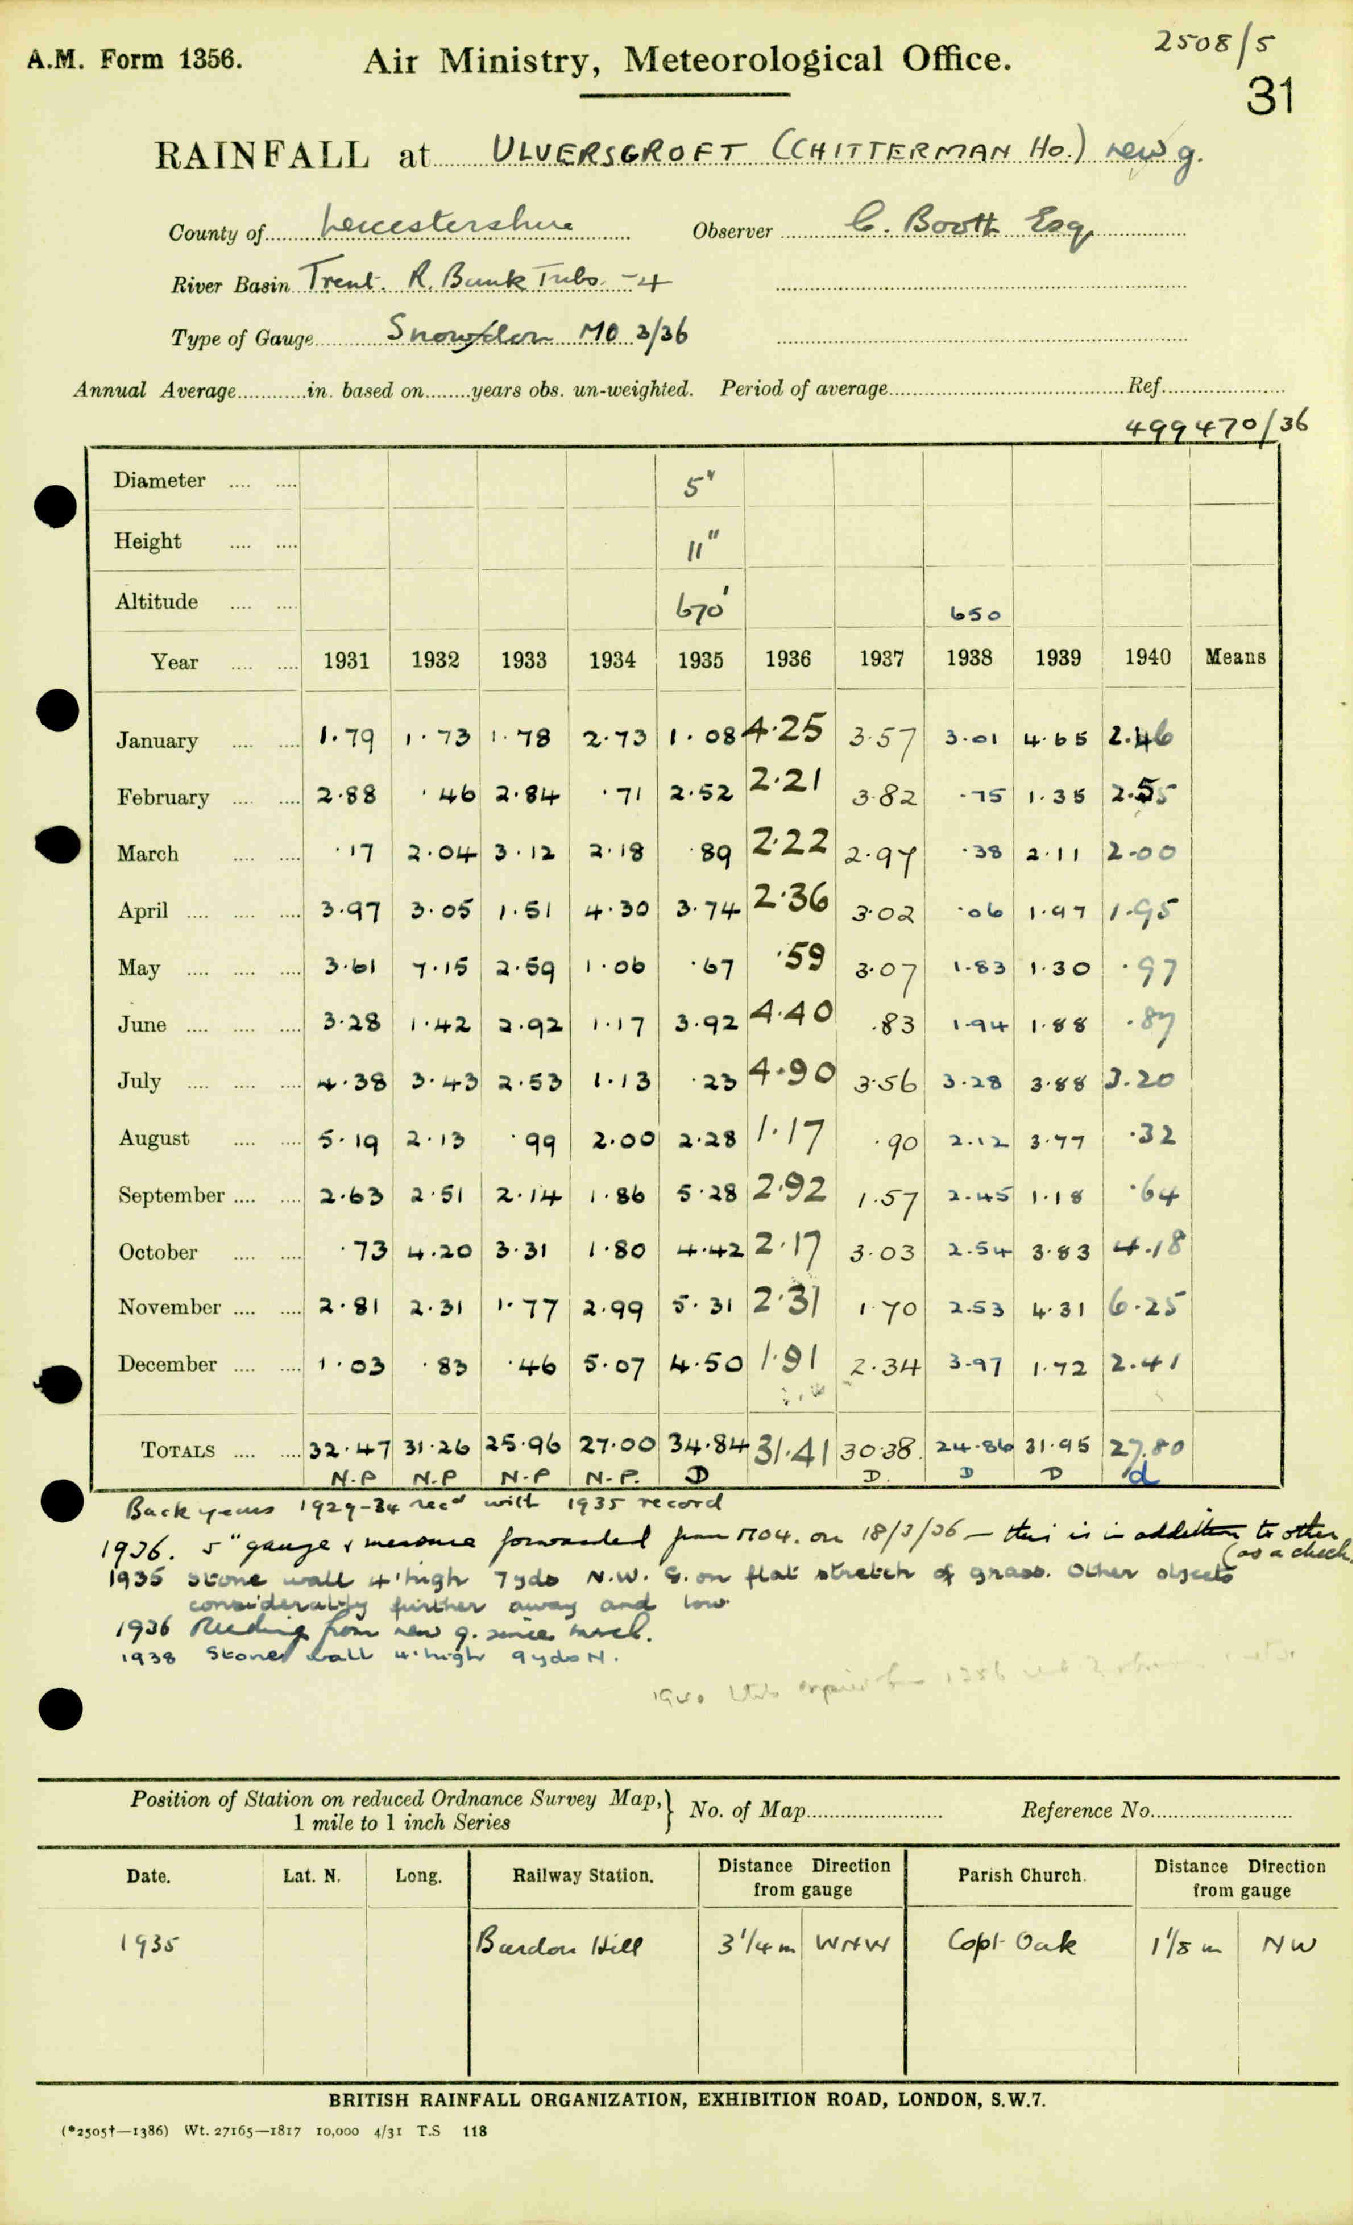 2508/5
A.M. Form 1356. Air Ministry, Meteorological Office.
31
RAINFALL at ULVERSCROFT (CHITTERMAN Ho.) new g.
County of Leicestershire Observer C. Booth Esq.
River Basin Trent. R. Bank Tribs. -4
Type of Gauge Snowdon MO 3/36
Annual Average in. based on years obs. un-weighted. Period of average Ref.
499470/36
Diameter 5"
Height 11"
Altitude 670' 650
Year 1931 1932 1933 1934 1935 1936 1937 1938 1939 1940 Means
January 1.79 1.73 1.78 2.73 1.08 4.25 3.57 3.01 4.65 2.46
February 2.88 .46 2.84 .71 2.52 2.21 3.82 .75 1.35 2.55
March .17 2.04 3.12 2.18 .89 2.22 2.97 .38 2.11 2.00
April 3.97 3.05 1.51 4.30 3.74 2.36 3.02 .06 1.97 1.95
May 3.61 7.15 2.59 1.06 .67 .59 3.07 1.83 1.30 .97
June 3.28 1.42 2.92 1.17 3.92 4.40 .83 1.94 1.88 .87
July 4.38 3.43 2.53 1.13 .23 4.90 3.56 3.28 3.88 3.20
August 5.19 2.13 .99 2.00 2.28 1.17 .90 2.12 3.77 .32
September 2.63 2.51 2.14 1.86 5.28 2.92 1.57 2.45 1.18 .64
October .73 4.20 3.31 1.80 4.42 2.17 3.03 2.54 3.83 4.18
November 2.81 2.31 1.77 2.99 5.31 2.31 1.70 2.53 4.31 6.25
December 1.03 .83 .46 5.07 4.50 1.91 2.34 3.97 1.72 2.41
TOTALS 32.47 31.26 25.96 27.00 34.84 31.41 30.38 24.86 31.95 27.80
N.P N.P N.P N.P. D D. D D d
Back years 1929-34 recd with 1935 record
1936. 5" gauge & measure forwarded from MO4. on 18/3/36 - this is in addition to other
(as a check
1935 Stone wall 4' high 7yds N.W. G. on flat stretch of grass. Other objects
considerably further away and low.
1936 Reading from new g. since March.
1938 Stone wall 4' high 9yds N.
1940
Position of Station on reduced Ordnance Survey Map, } No. of Map Reference No.
1 mile to 1 inch Series
Date. Lat. N. Long. Railway Station. Distance Direction from gauge Parish Church. Distance Direction from gauge
1935 Bardon Hill 3 1/4 m WNW Copt Oak 1 1/8 m NW
BRITISH RAINFALL ORGANIZATION, EXHIBITION ROAD, LONDON, S.W.7.
(*2505†—1386) Wt. 27165—1817 10,000 4/31 T.S 118